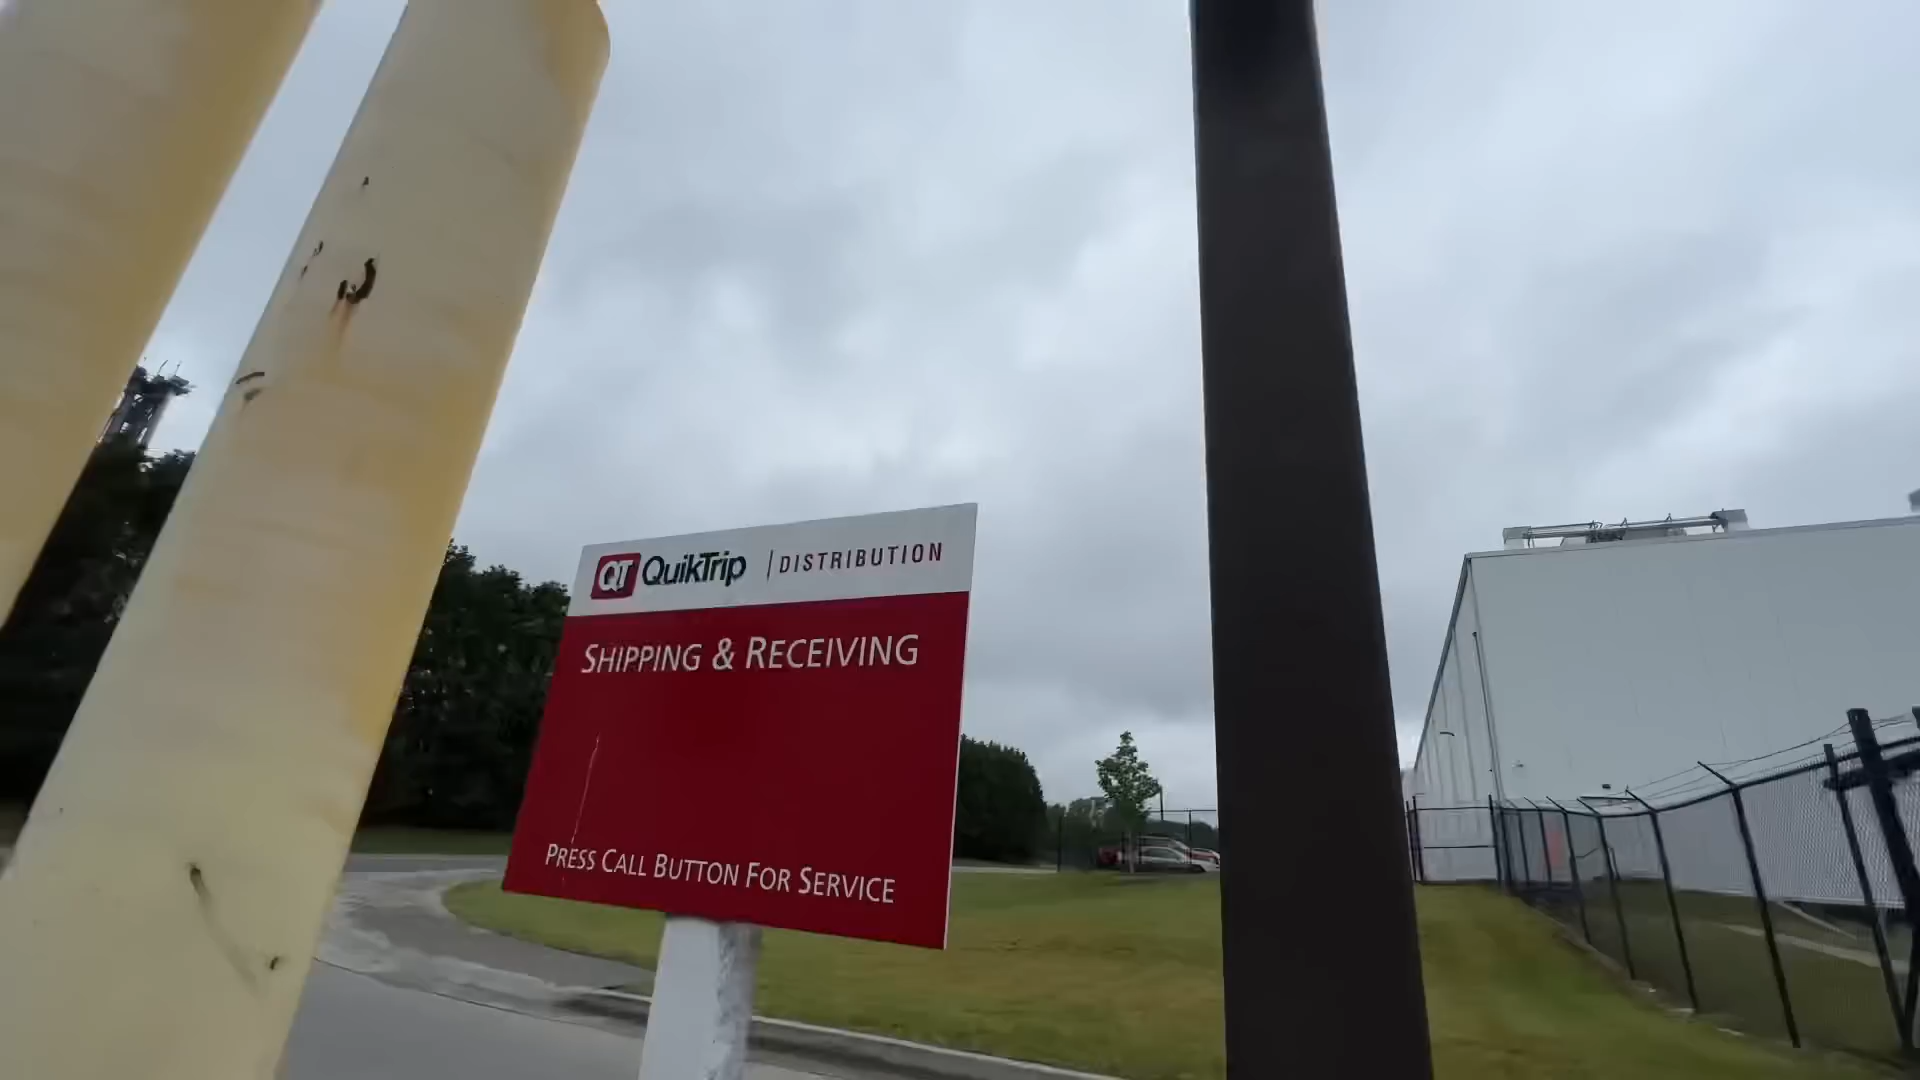 QT QuikTrip | DISTRIBUTION
SHIPPING & RECEIVING
PRESS CALL BUTTON FOR SERVICE